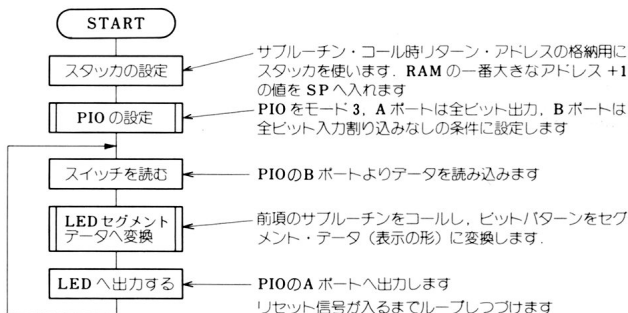 START
スタッカの設定
サブルーチン・コール時リターン・アドレスの格納用に
スタッカを使います．RAMの一番大きなアドレス +1
の値をSPへ入れます
PIOの設定
PIOをモード3，Aポートは全ビット出力，Bポートは
全ビット入力割り込みなしの条件に設定します
スイッチを読む
PIOのBポートよりデータを読み込みます
LEDセグメント
データへ変換
前項のサブルーチンをコールし，ビットパターンをセグ
メント・データ（表示の形）に変換します．
LEDへ出力する
PIOのAポートへ出力します
リセット信号が入るまでループしつづけます